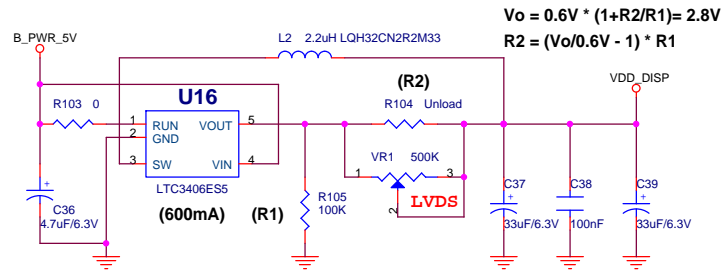 Vo = 0.6V * (1+R2/R1)= 2.8V
R2 = (Vo/0.6V - 1) * R1
B_PWR_5V
L2 2.2uH LQH32CN2R2M33
VDD_DISP
(R2)
R103 0
U16
R104 Unload
1 RUN VOUT 5
2 GND
3 SW VIN 4
VR1 500K
1 3
2
LVDS
LTC3406ES5
(600mA)
(R1)
R105
100K
C36
4.7uF/6.3V
C37
33uF/6.3V
C38
100nF
C39
33uF/6.3V
+
+
+